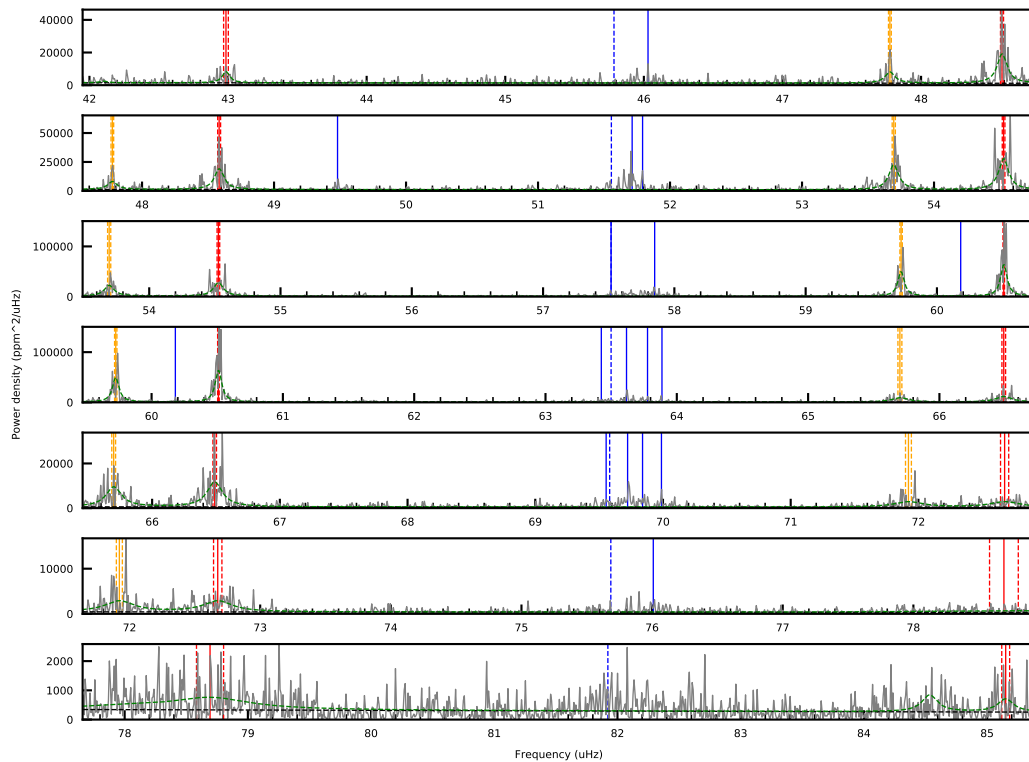 40000
20000
0
42 43 44 45 46 47 48
50000
25000
0
48 49 50 51 52 53 54
100000
0
54 55 56 57 58 59 60
Power density (ppm^2/uHz)
100000
0
60 61 62 63 64 65 66
20000
0
66 67 68 69 70 71 72
10000
0
72 73 74 75 76 77 78
2000
1000
0
78 79 80 81 82 83 84 85
Frequency (uHz)